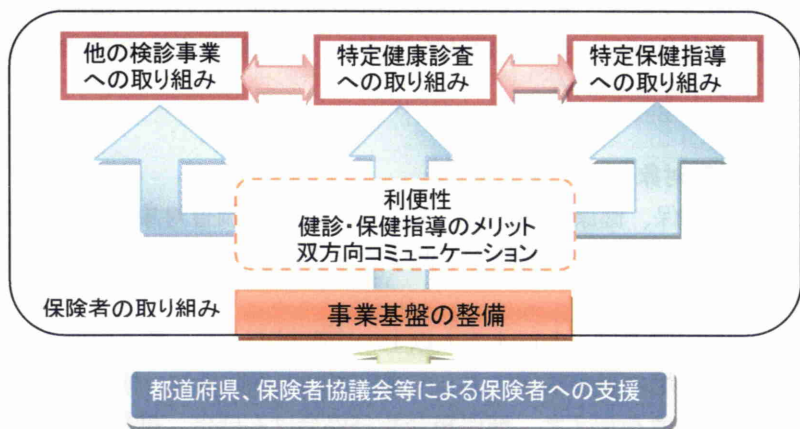 他の検診事業
への取り組み
特定健康診査
への取り組み
特定保健指導
への取り組み
利便性
健診・保健指導のメリット
双方向コミュニケーション
保険者の取り組み
事業基盤の整備
都道府県、保険者協議会等による保険者への支援